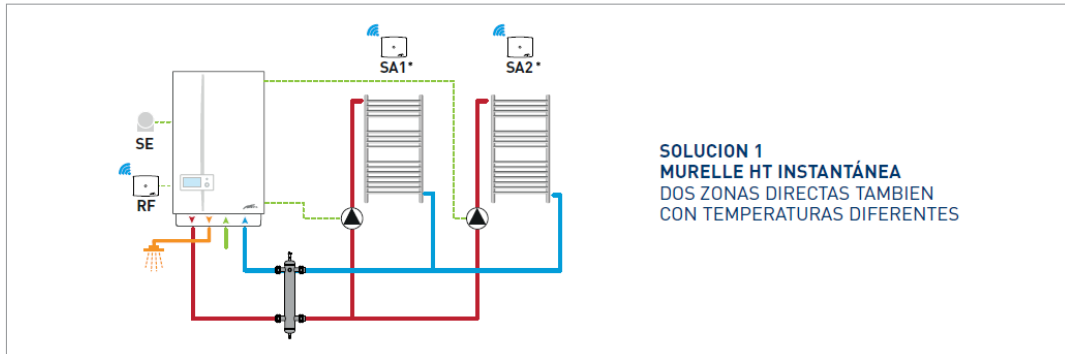 SA1*
SA2*
SE
RF
SOLUCION 1
MURELLE HT INSTANTÁNEA
DOS ZONAS DIRECTAS TAMBIEN
CON TEMPERATURAS DIFERENTES